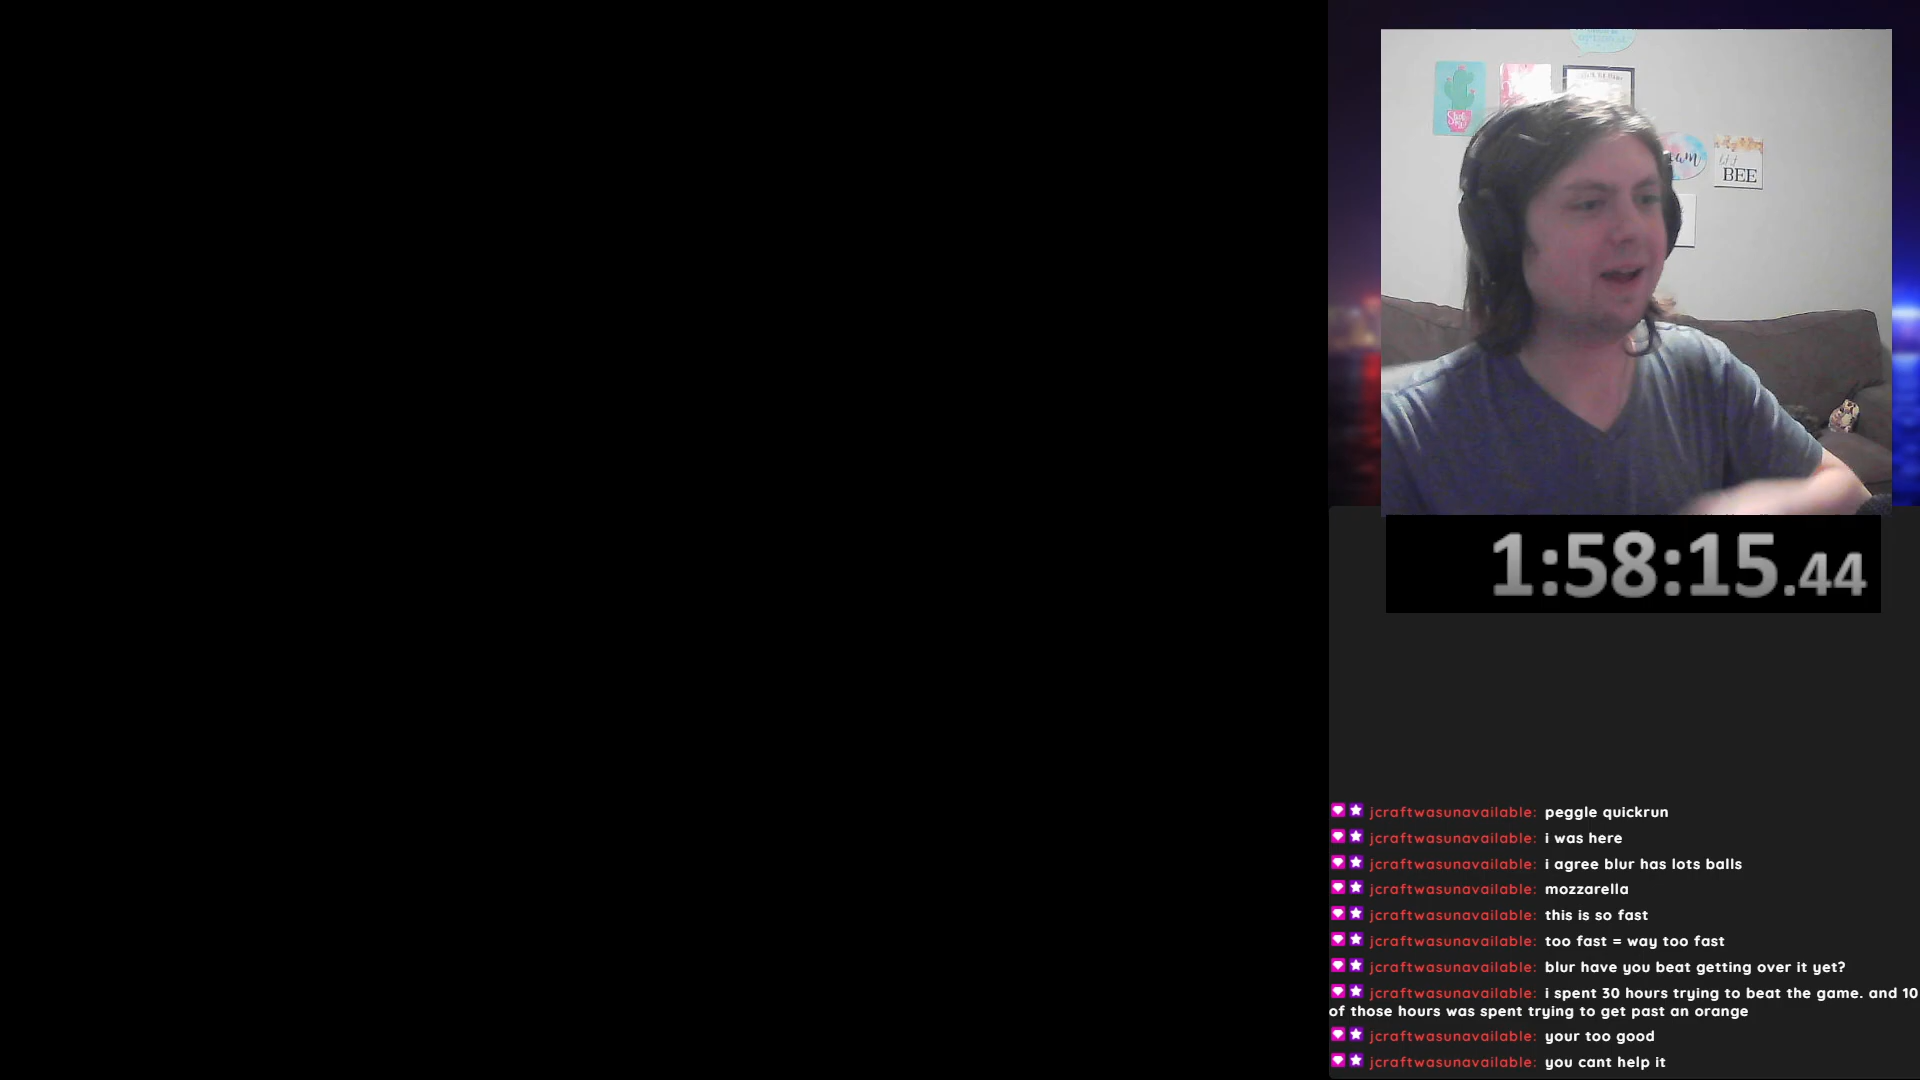 BEE
1:58:15.44
jcraftwasunavailable: peggle quickrun
jcraftwasunavailable: i was here
jcraftwasunavailable: i agree blur has lots balls
jcraftwasunavailable: mozzarella
jcraftwasunavailable: this is so fast
jcraftwasunavailable: too fast = way too fast
jcraftwasunavailable: blur have you beat getting over it yet?
jcraftwasunavailable: i spent 30 hours trying to beat the game. and 10
of those hours was spent trying to get past an orange
jcraftwasunavailable: your too good
jcraftwasunavailable: you cant help it